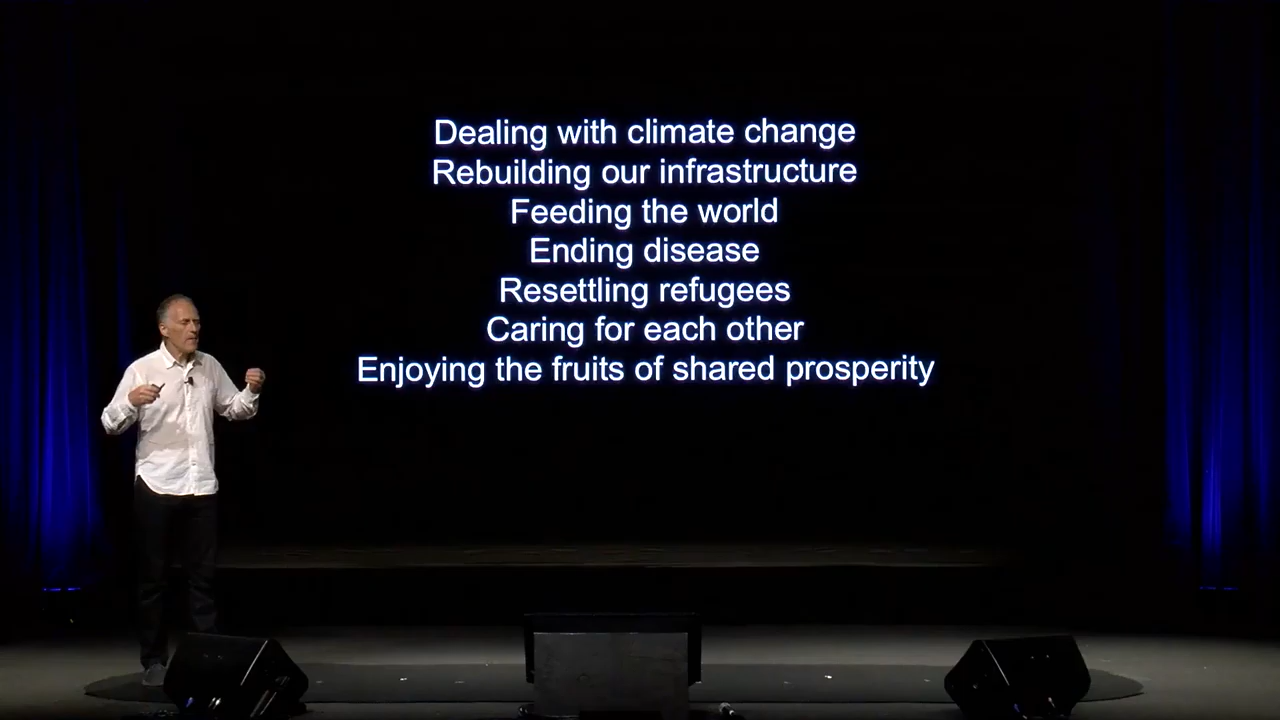 Dealing with climate change
Rebuilding our infrastructure
Feeding the world
Ending disease
Resettling refugees
Caring for each other
Enjoying the fruits of shared prosperity